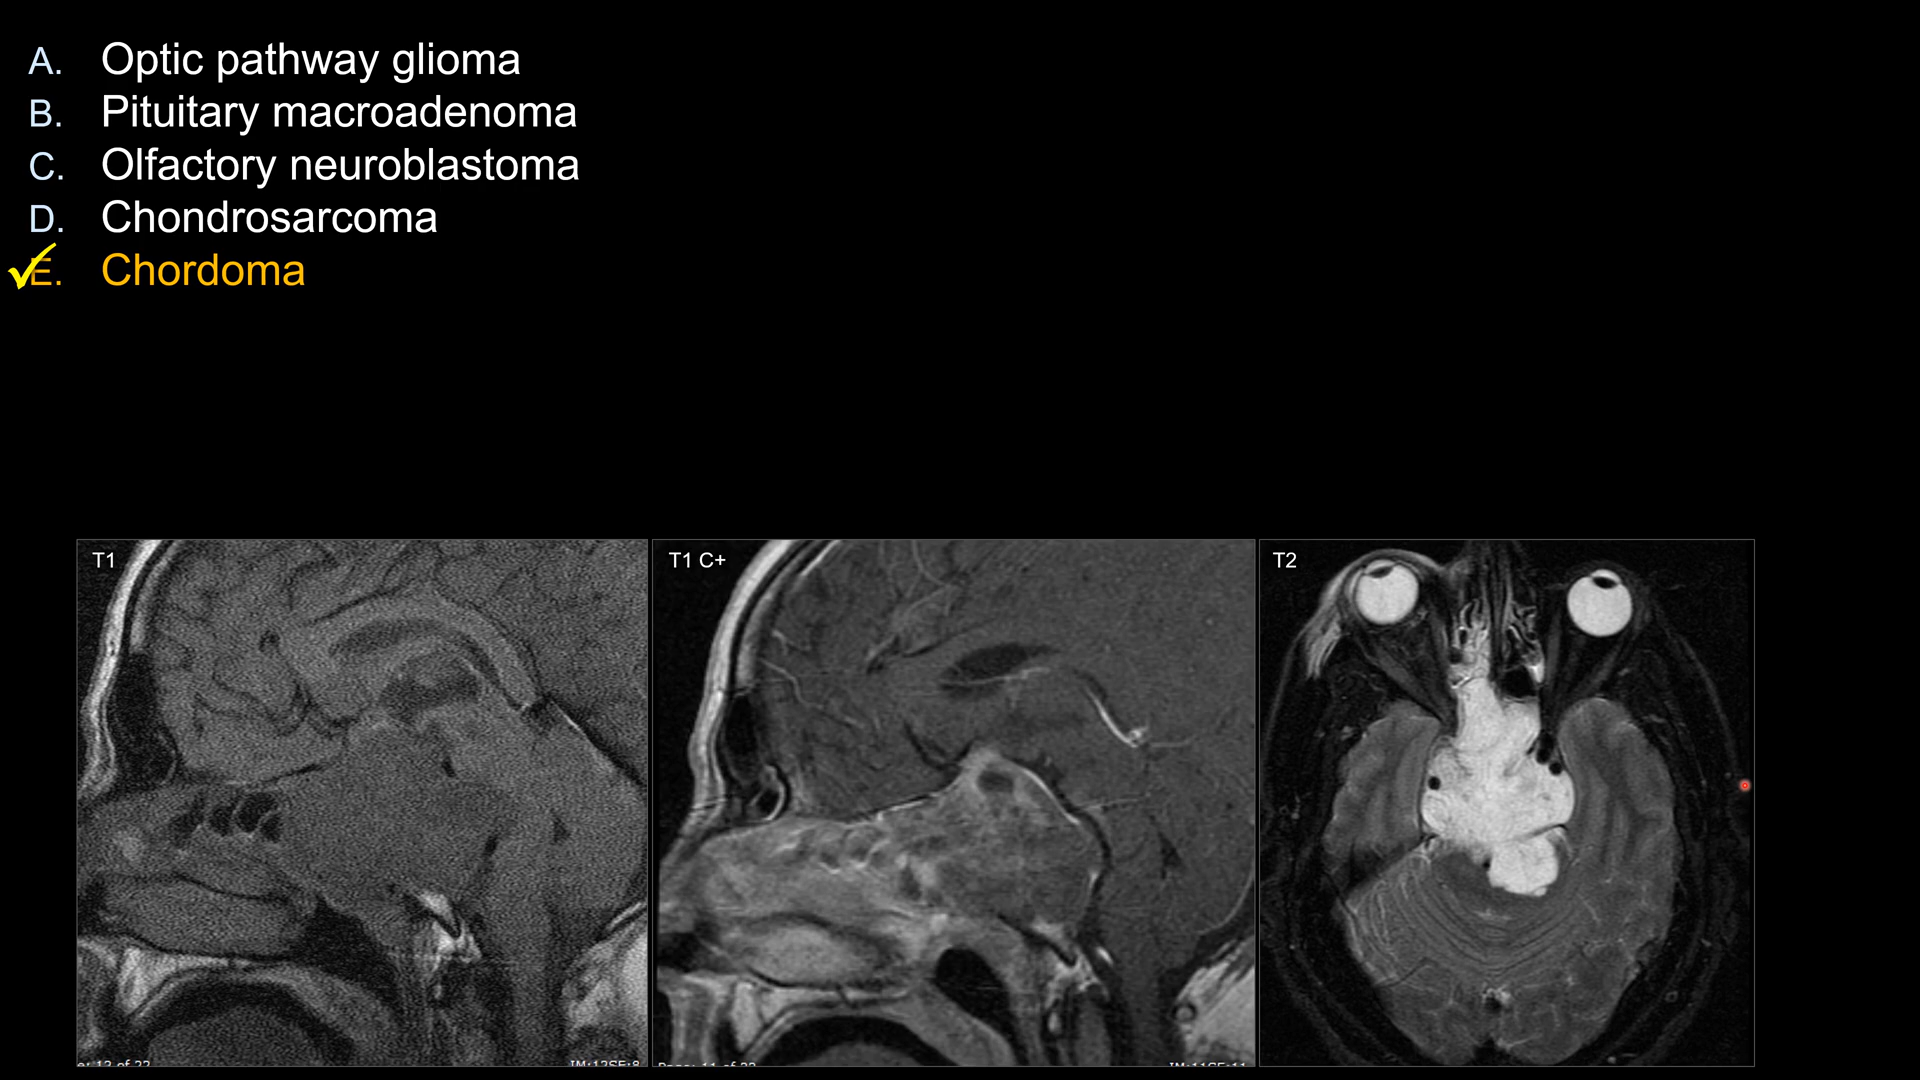 A. Optic pathway glioma
B. Pituitary macroadenoma
C. Olfactory neuroblastoma
D. Chondrosarcoma
E. Chordoma
T1
T1 C+
T2